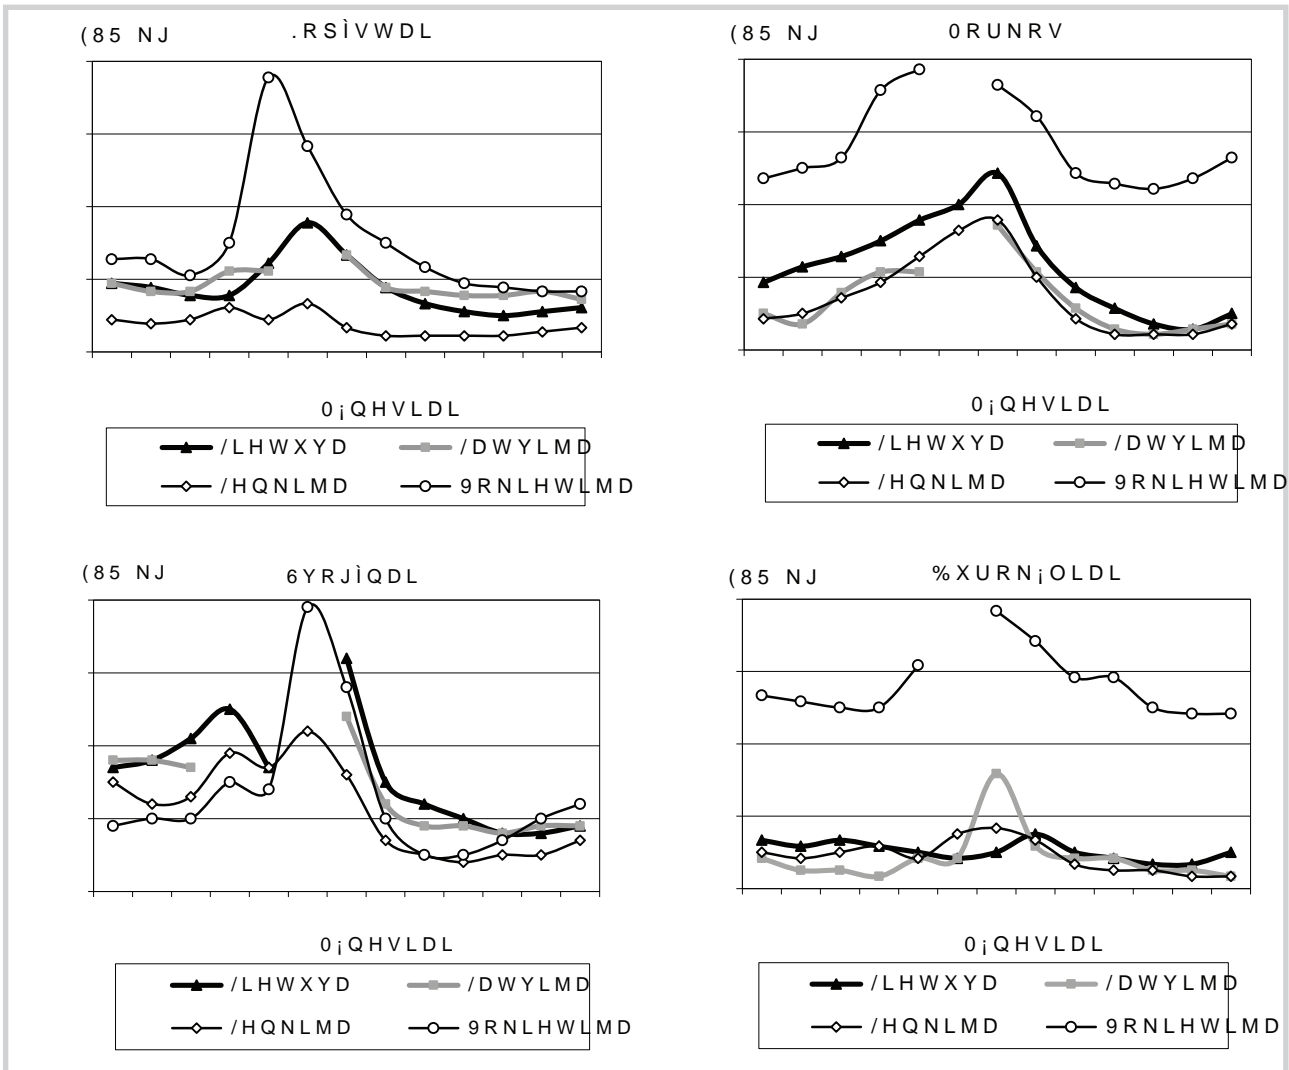 (85 NJ
.RSÌVWDL
0¡QHVLDL
/LHWXYD
/DWYLMD
/HQNLMD
9RNLHWLMD
(85 NJ
0RUNRV
0¡QHVLDL
/LHWXYD
/DWYLMD
/HQNLMD
9RNLHWLMD
(85 NJ
6YRJÌQDL
0¡QHVLDL
/LHWXYD
/DWYLMD
/HQNLMD
9RNLHWLMD
(85 NJ
%XURN¡OLDL
0¡QHVLDL
/LHWXYD
/DWYLMD
/HQNLMD
9RNLHWLMD